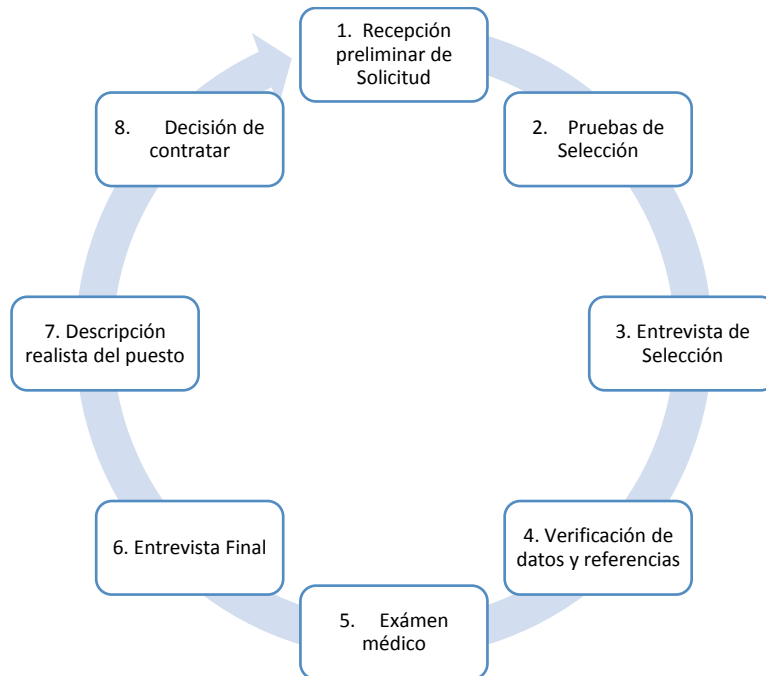 1. Recepción
preliminar de
Solicitud
2. Pruebas de
Selección
3. Entrevista de
Selección
4. Verificación de
datos y referencias
5. Exámen
médico
6. Entrevista Final
7. Descripción
realista del puesto
8. Decisión de
contratar